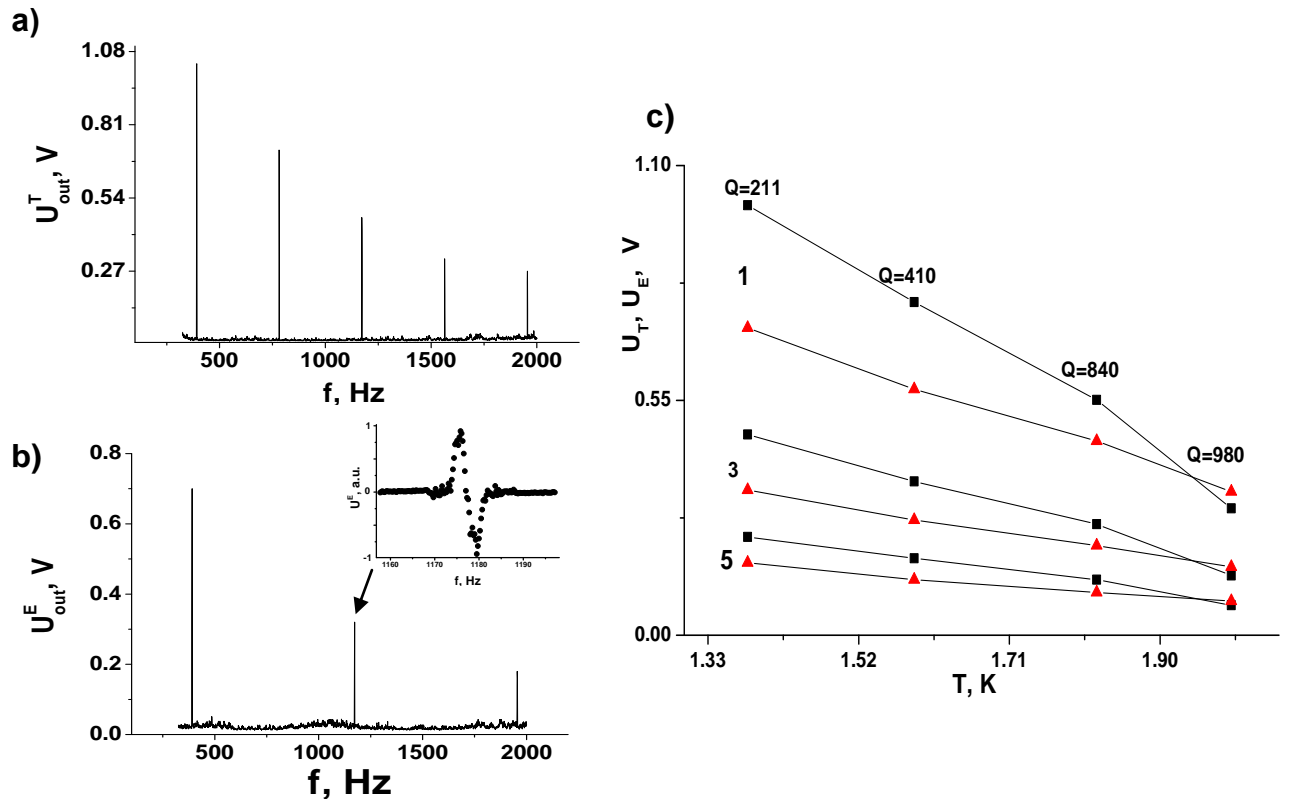 a)
1.08
0.81
0.54
0.27
U^T_out, V
500
1000
1500
2000
f, Hz
b)
0.8
0.6
0.4
0.2
0.0
U^E_out, V
500
1000
1500
2000
f, Hz
1
0
-1
U^E, a.u.
1160
1170
1180
1190
f, Hz
c)
1.10
0.55
0.00
U_T, U_E, V
Q=211
Q=410
Q=840
Q=980
1
3
5
1.33
1.52
1.71
1.90
T, K